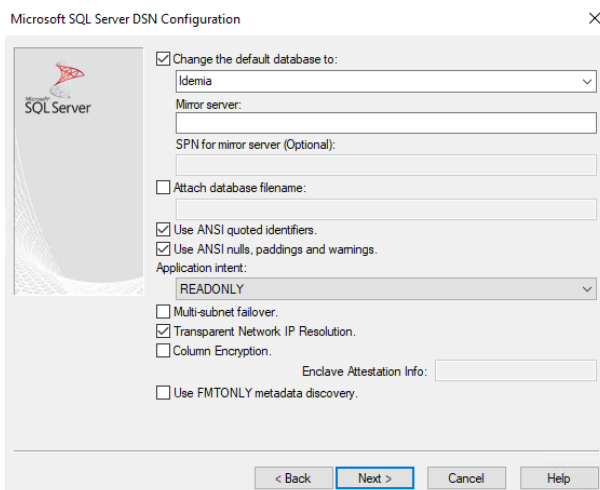 Microsoft SQL Server DSN Configuration
Change the default database to:
Idemia
Microsoft
SQL Server
Mirror server:
SPN for mirror server (Optional):
Attach database filename:
Use ANSI quoted identifiers.
Use ANSI nulls, paddings and warnings.
Application intent:
READONLY
Multi-subnet failover.
Transparent Network IP Resolution.
Column Encryption.
Enclave Attestation Info:
Use FMTONLY metadata discovery.
< Back
Next >
Cancel
Help